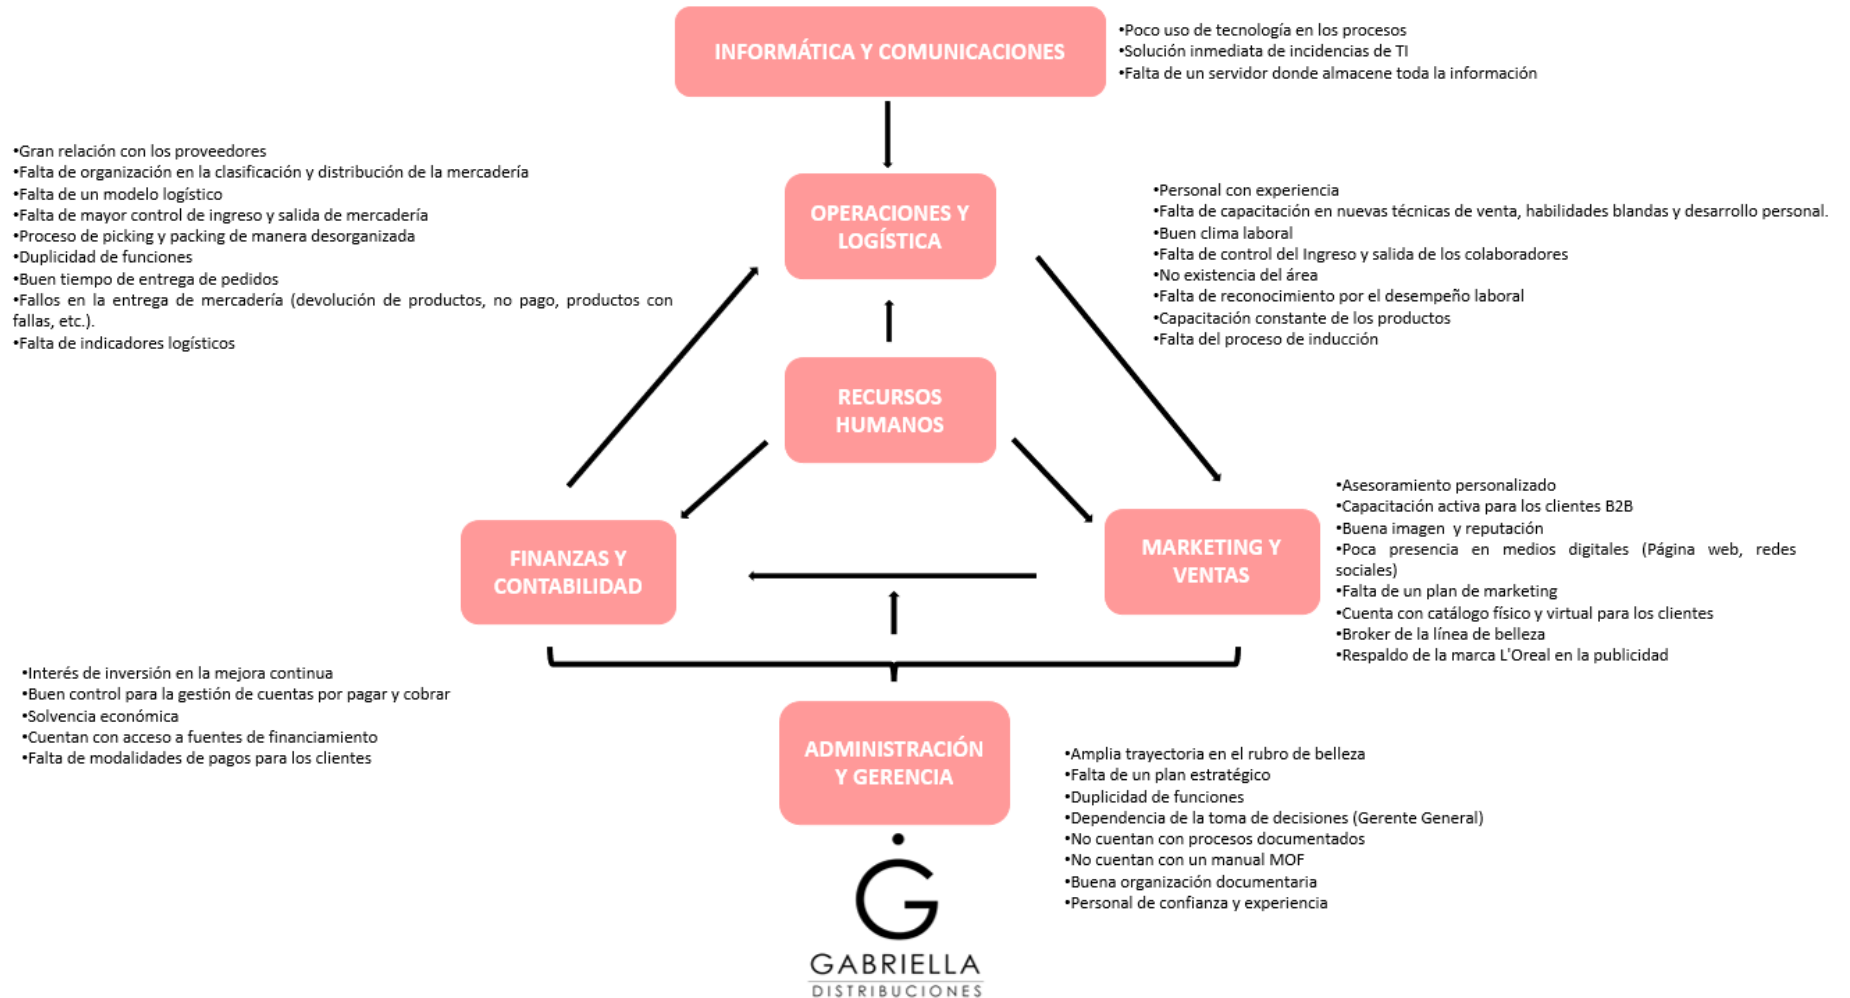 INFORMÁTICA Y COMUNICACIONES
•Poco uso de tecnología en los procesos
•Solución inmediata de incidencias de TI
•Falta de un servidor donde almacene toda la información
•Gran relación con los proveedores
•Falta de organización en la clasificación y distribución de la mercadería
•Falta de un modelo logístico
•Falta de mayor control de ingreso y salida de mercadería
•Proceso de picking y packing de manera desorganizada
•Duplicidad de funciones
•Buen tiempo de entrega de pedidos
•Fallos en la entrega de mercadería (devolución de productos, no pago, productos con
fallas, etc.).
•Falta de indicadores logísticos
OPERACIONES Y
LOGÍSTICA
•Personal con experiencia
•Falta de capacitación en nuevas técnicas de venta, habilidades blandas y desarrollo personal.
•Buen clima laboral
•Falta de control del Ingreso y salida de los colaboradores
•No existencia del área
•Falta de reconocimiento por el desempeño laboral
•Capacitación constante de los productos
•Falta del proceso de inducción
RECURSOS
HUMANOS
FINANZAS Y
CONTABILIDAD
MARKETING Y
VENTAS
•Asesoramiento personalizado
•Capacitación activa para los clientes B2B
•Buena imagen y reputación
•Poca presencia en medios digitales (Página web, redes
sociales)
•Falta de un plan de marketing
•Cuenta con catálogo físico y virtual para los clientes
•Broker de la línea de belleza
•Respaldo de la marca L'Oreal en la publicidad
•Interés de inversión en la mejora continua
•Buen control para la gestión de cuentas por pagar y cobrar
•Solvencia económica
•Cuentan con acceso a fuentes de financiamiento
•Falta de modalidades de pagos para los clientes
ADMINISTRACIÓN
Y GERENCIA
•Amplia trayectoria en el rubro de belleza
•Falta de un plan estratégico
•Duplicidad de funciones
•Dependencia de la toma de decisiones (Gerente General)
•No cuentan con procesos documentados
•No cuentan con un manual MOF
•Buena organización documentaria
•Personal de confianza y experiencia
G
GABRIELLA
DISTRIBUCIONES